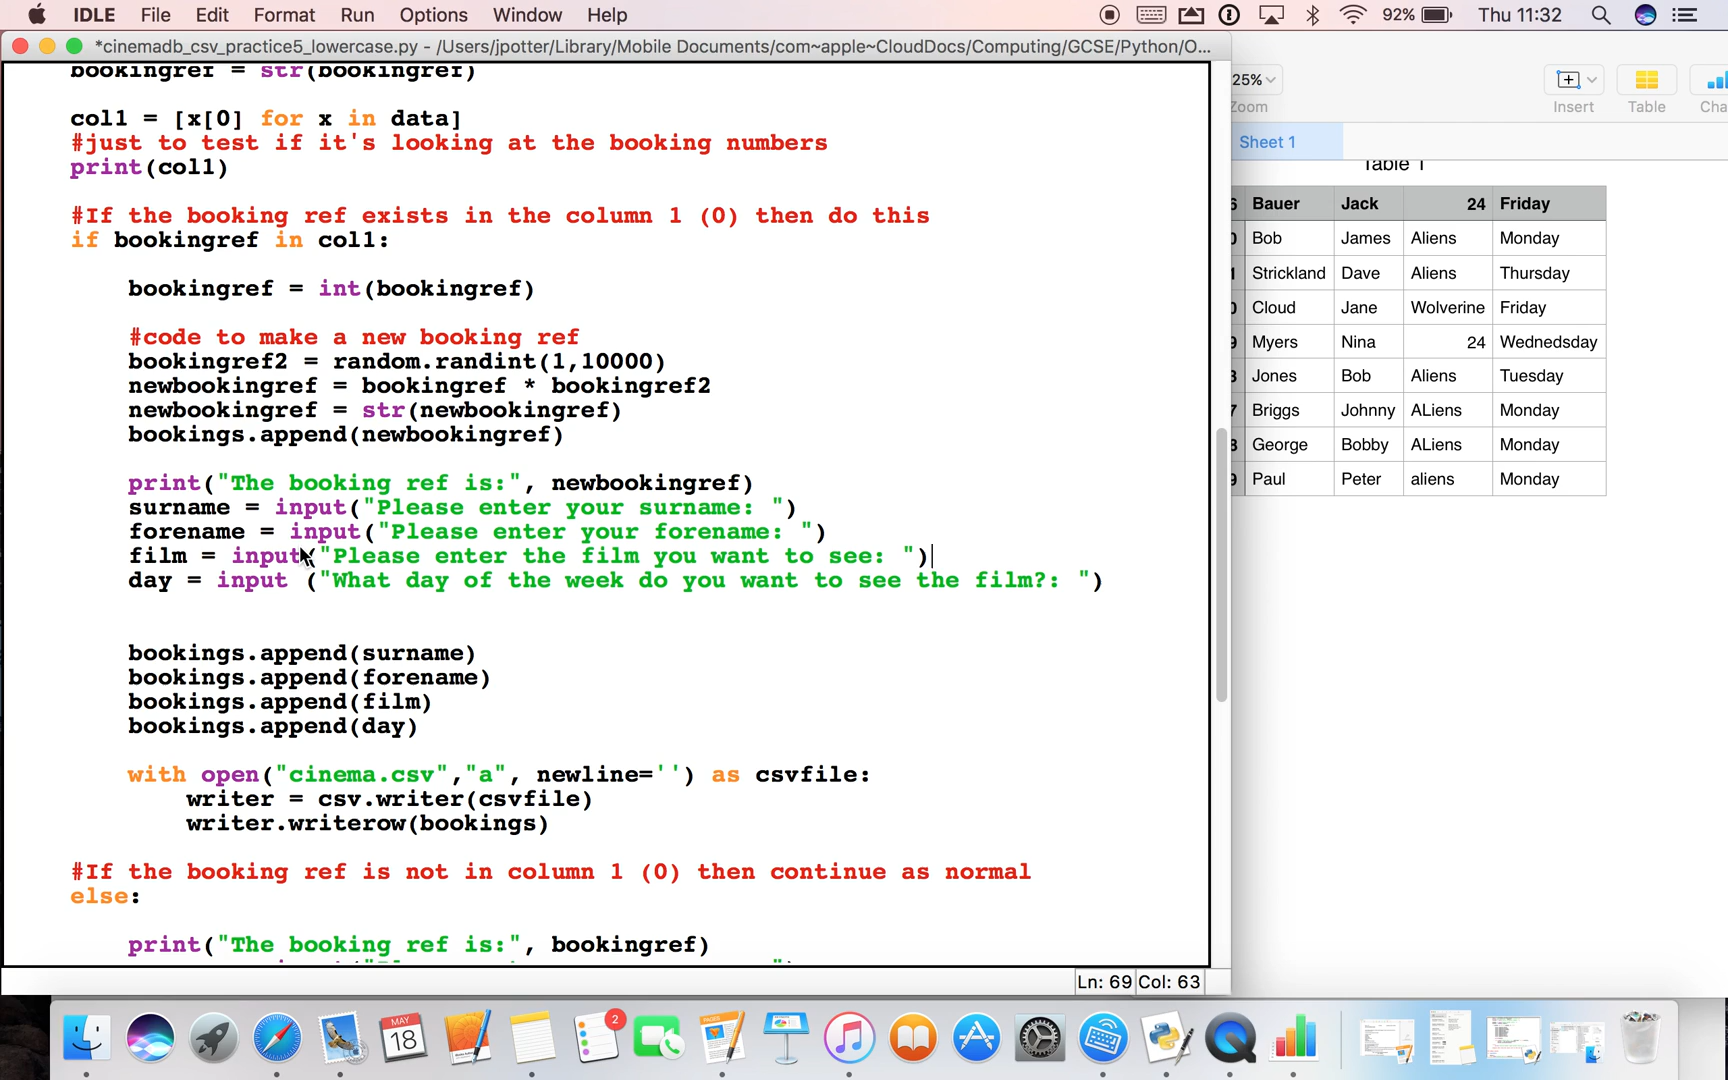 IDLE File Edit Format Run Options Window Help 92% Thu 11:32
*cinemadb_csv_practice5_lowercase.py - /Users/jpotter/Library/Mobile Documents/com~apple~CloudDocs/Computing/GCSE/Python/O...
bookingref = str(bookingref)
col1 = [x[0] for x in data]
#just to test if it's looking at the booking numbers
print(col1)
#If the booking ref exists in the column 1 (0) then do this
if bookingref in col1:
bookingref = int(bookingref)
#code to make a new booking ref
bookingref2 = random.randint(1,10000)
newbookingref = bookingref * bookingref2
newbookingref = str(newbookingref)
bookings.append(newbookingref)
print("The booking ref is:", newbookingref)
surname = input("Please enter your surname: ")
forename = input("Please enter your forename: ")
film = input("Please enter the film you want to see: ")
day = input ("What day of the week do you want to see the film?: ")
bookings.append(surname)
bookings.append(forename)
bookings.append(film)
bookings.append(day)
with open("cinema.csv","a", newline='') as csvfile:
writer = csv.writer(csvfile)
writer.writerow(bookings)
#If the booking ref is not in column 1 (0) then continue as normal
else:
print("The booking ref is:", bookingref)
Ln: 69 Col: 63
25%
Zoom Insert Table Cha
Sheet 1
Table 1
6 Bauer Jack 24 Friday
0 Bob James Aliens Monday
1 Strickland Dave Aliens Thursday
0 Cloud Jane Wolverine Friday
9 Myers Nina 24 Wednedsday
3 Jones Bob Aliens Tuesday
7 Briggs Johnny ALiens Monday
8 George Bobby ALiens Monday
9 Paul Peter aliens Monday
MAY
18
2